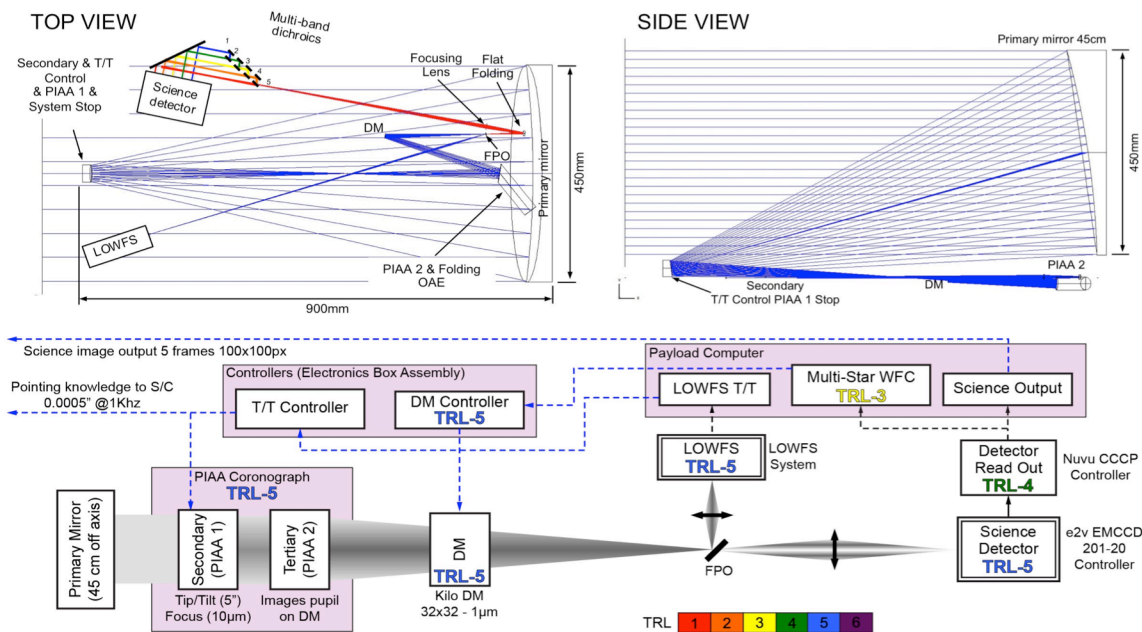 TOP VIEW
Multi-band
dichroics
1
2
3
4
5
Secondary & T/T
Control
& PIAA 1 &
System Stop
Science
detector
Focusing
Lens
Flat
Folding
DM
FPO
Primary mirror
450mm
LOWFS
PIAA 2 & Folding
OAE
900mm
SIDE VIEW
Primary mirror 45cm
450mm
PIAA 2
Secondary
DM
T/T Control PIAA 1 Stop
Science image output 5 frames 100x100px
Pointing knowledge to S/C
0.0005” @1Khz
Controllers (Electronics Box Assembly)
T/T Controller
DM Controller
TRL-5
Payload Computer
LOWFS T/T
Multi-Star WFC
TRL-3
Science Output
LOWFS
TRL-5
LOWFS
System
Detector
Read Out
TRL-4
Nuvu CCCP
Controller
PIAA Coronograph
TRL-5
Primary Mirror
(45 cm off axis)
Secondary
(PIAA 1)
Tertiary
(PIAA 2)
DM
TRL-5
FPO
Science
Detector
TRL-5
e2v EMCCD
201-20
Controller
Tip/Tilt (5”)
Focus (10µm)
Images pupil
on DM
Kilo DM
32x32 - 1µm
TRL 1 2 3 4 5 6